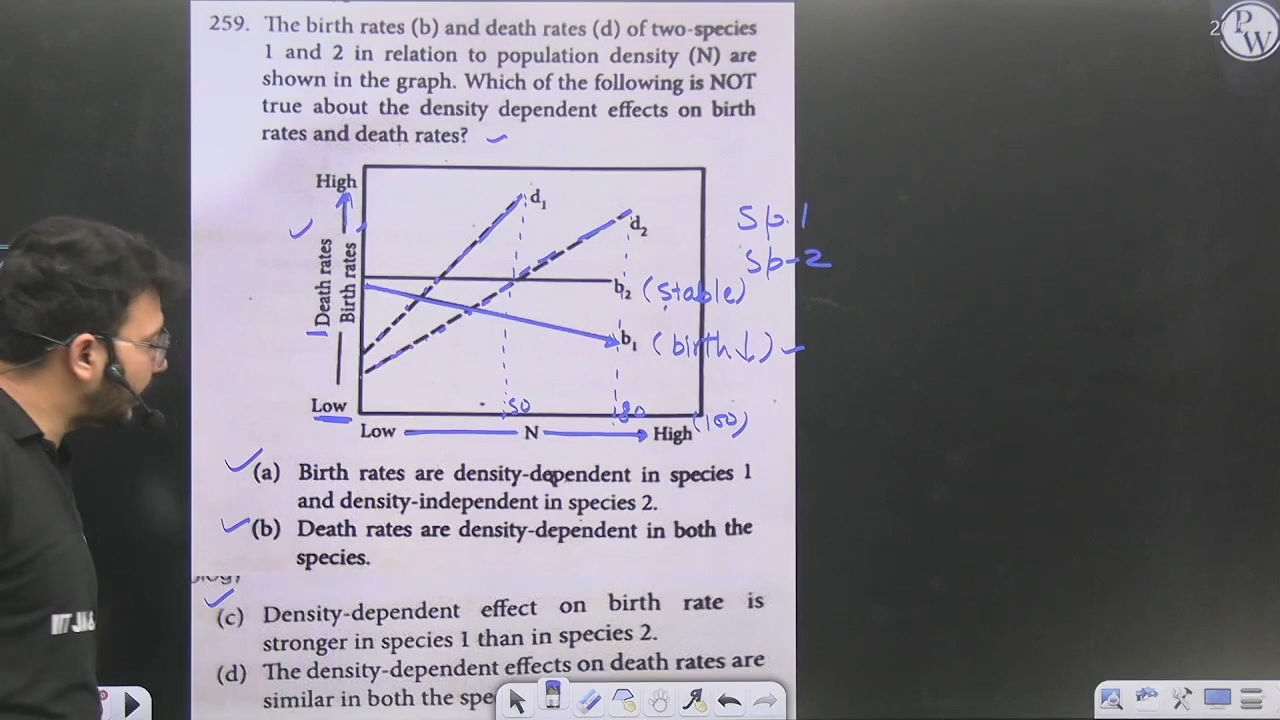 259. The birth rates (b) and death rates (d) of two-species
1 and 2 in relation to population density (N) are
shown in the graph. Which of the following is NOT
true about the density dependent effects on birth
rates and death rates?
PW
High
Death rates
Birth rates
Low
d1
d2
b2 (stable)
b1 (birth↓)
Sp. 1
Sp-2
50
80
(100)
Low N High
(a) Birth rates are density-dependent in species 1
and density-independent in species 2.
(b) Death rates are density-dependent in both the
species.
(c) Density-dependent effect on birth rate is
stronger in species 1 than in species 2.
(d) The density-dependent effects on death rates are
similar in both the spe